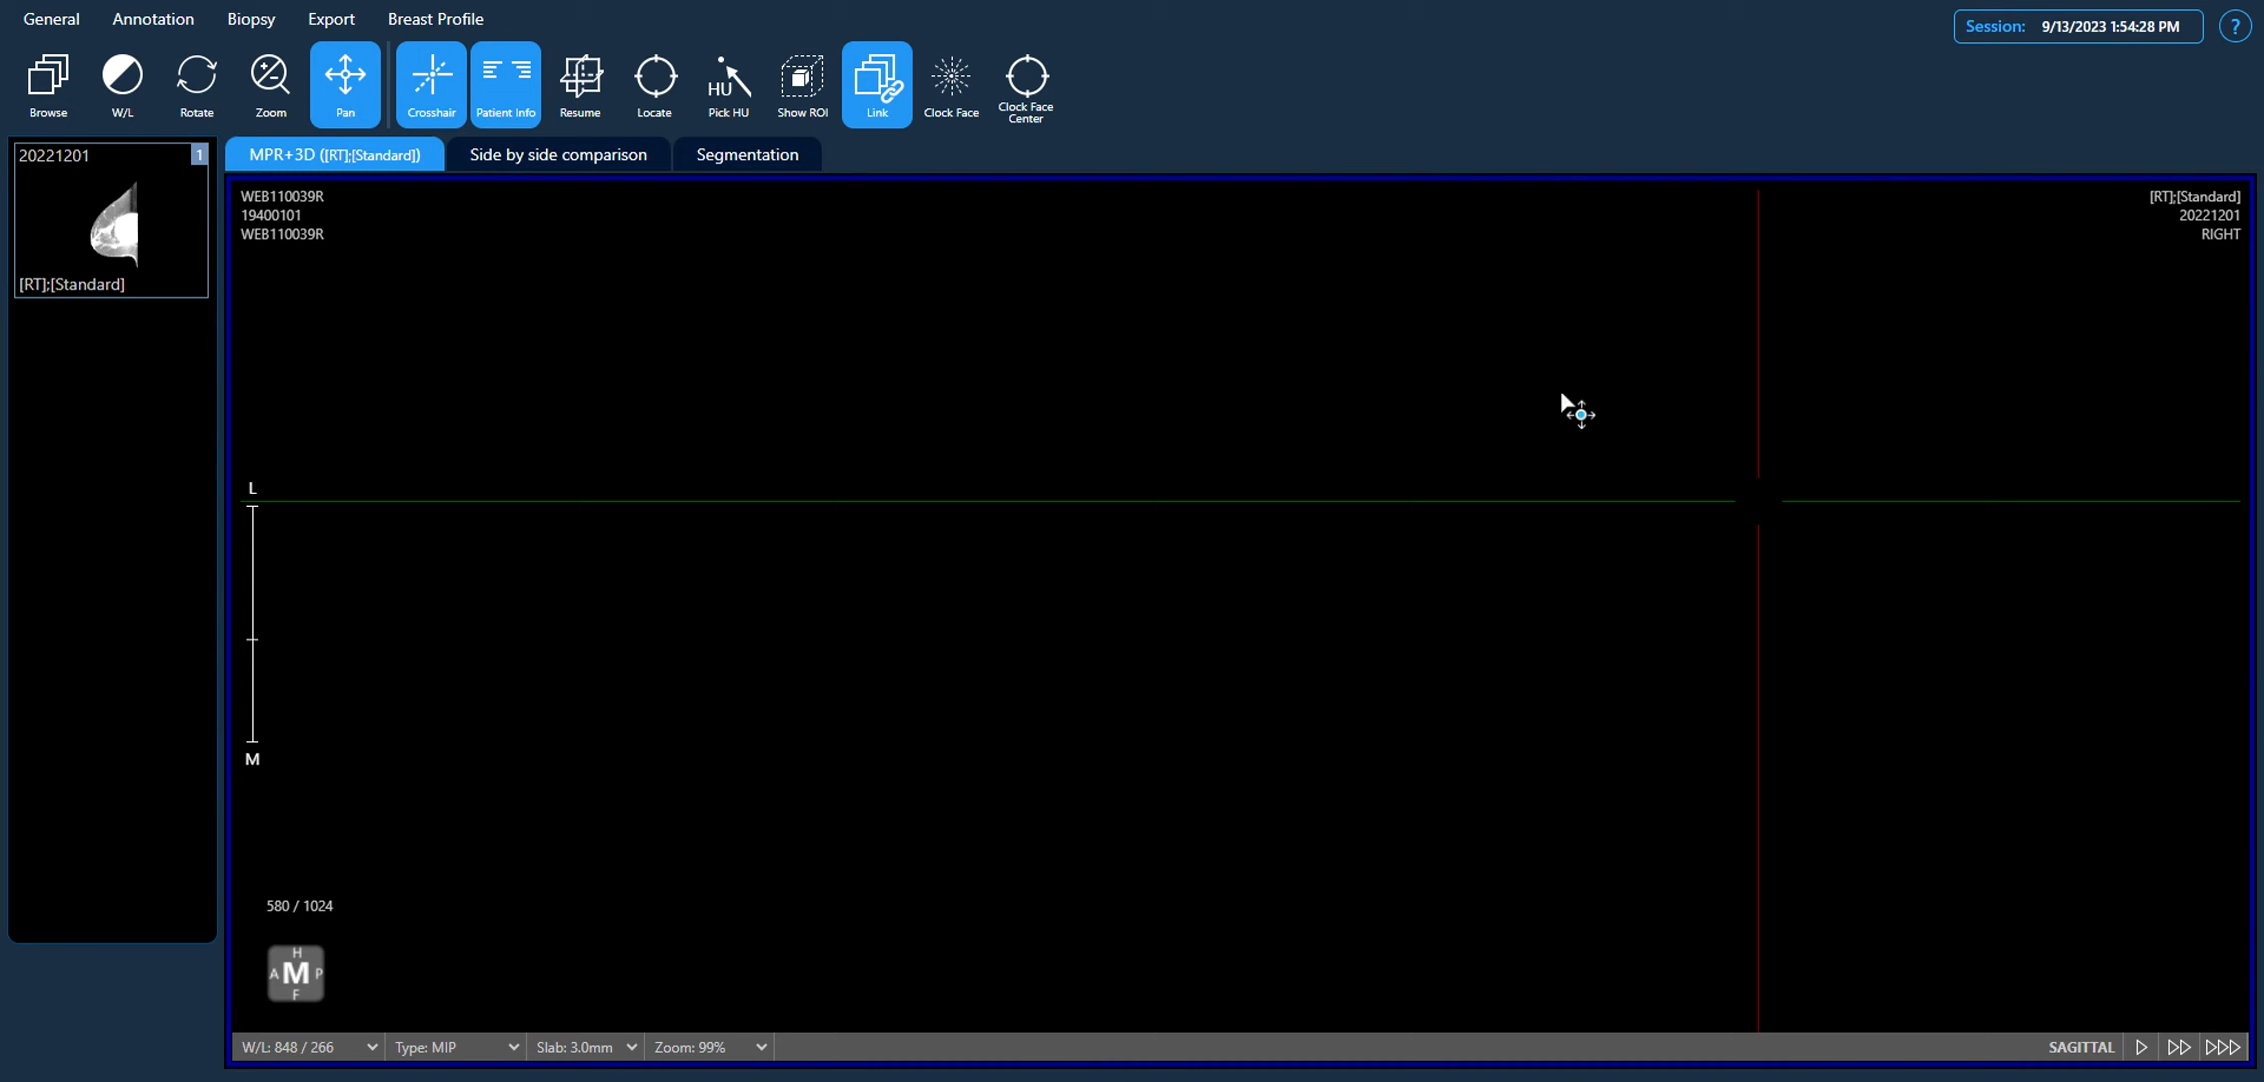 General Annotation Biopsy Export Breast Profile
Session: 9/13/2023 1:54:28 PM ?
Browse W/L Rotate Zoom Pan Crosshair Patient Info Resume Locate HU Pick HU Show ROI Link Clock Face Clock Face Center
20221201 1
[RT];[Standard]
MPR+3D ([RT];[Standard]) Side by side comparison Segmentation
WEB110039R
19400101
WEB110039R
[RT];[Standard]
20221201
RIGHT
L
M
580 / 1024
H
A M P
F
W/L: 848 / 266 Type: MIP Slab: 3.0mm Zoom: 99% SAGITTAL